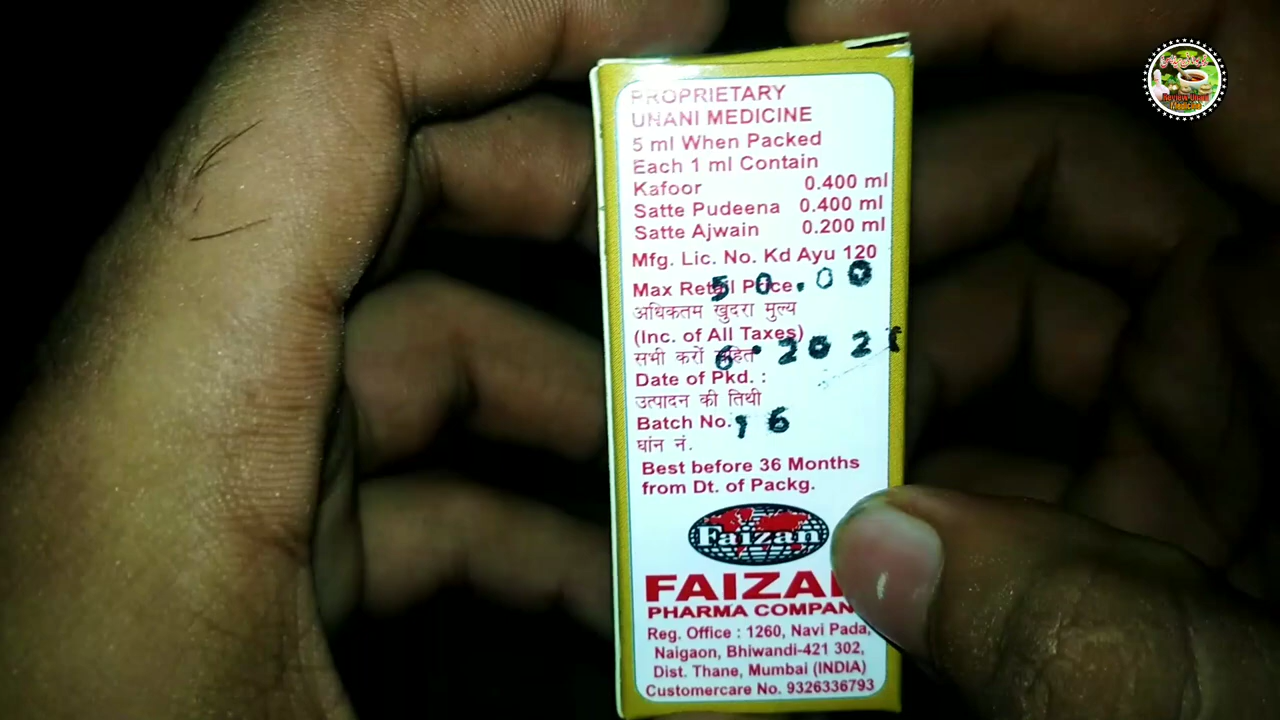 PROPRIETARY
UNANI MEDICINE
5 ml When Packed
Each 1 ml Contain
Kafoor 0.400 ml
Satte Pudeena 0.400 ml
Satte Ajwain 0.200 ml
Mfg. Lic. No. Kd Ayu 120
Max Retail Price 50.00
अधिकतम खुदरा मुल्य
(Inc. of All Taxes)
सभी करों सहित 6.2021
Date of Pkd. :
उत्पादन की तिथी
Batch No. 16
घांन नं.
Best before 36 Months
from Dt. of Packg.
Faizan
FAIZAN
PHARMA COMPAN
Reg. Office : 1260, Navi Pada,
Naigaon, Bhiwandi-421 302,
Dist. Thane, Mumbai (INDIA)
Customercare No. 9326336793
Review Unani
Medicine